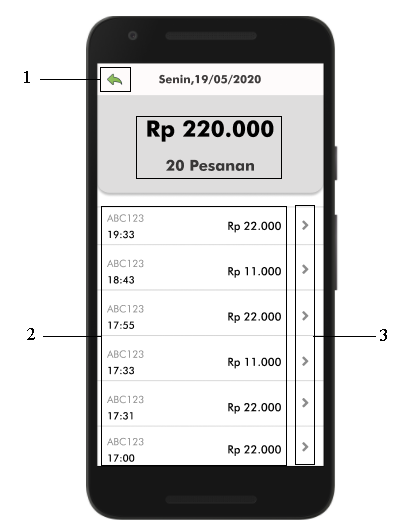 1
Senin,19/05/2020
Rp 220.000
20 Pesanan
ABC123
19:33
Rp 22.000
ABC123
18:43
Rp 11.000
ABC123
17:55
Rp 22.000
2
3
ABC123
17:33
Rp 11.000
ABC123
17:31
Rp 22.000
ABC123
17:00
Rp 22.000